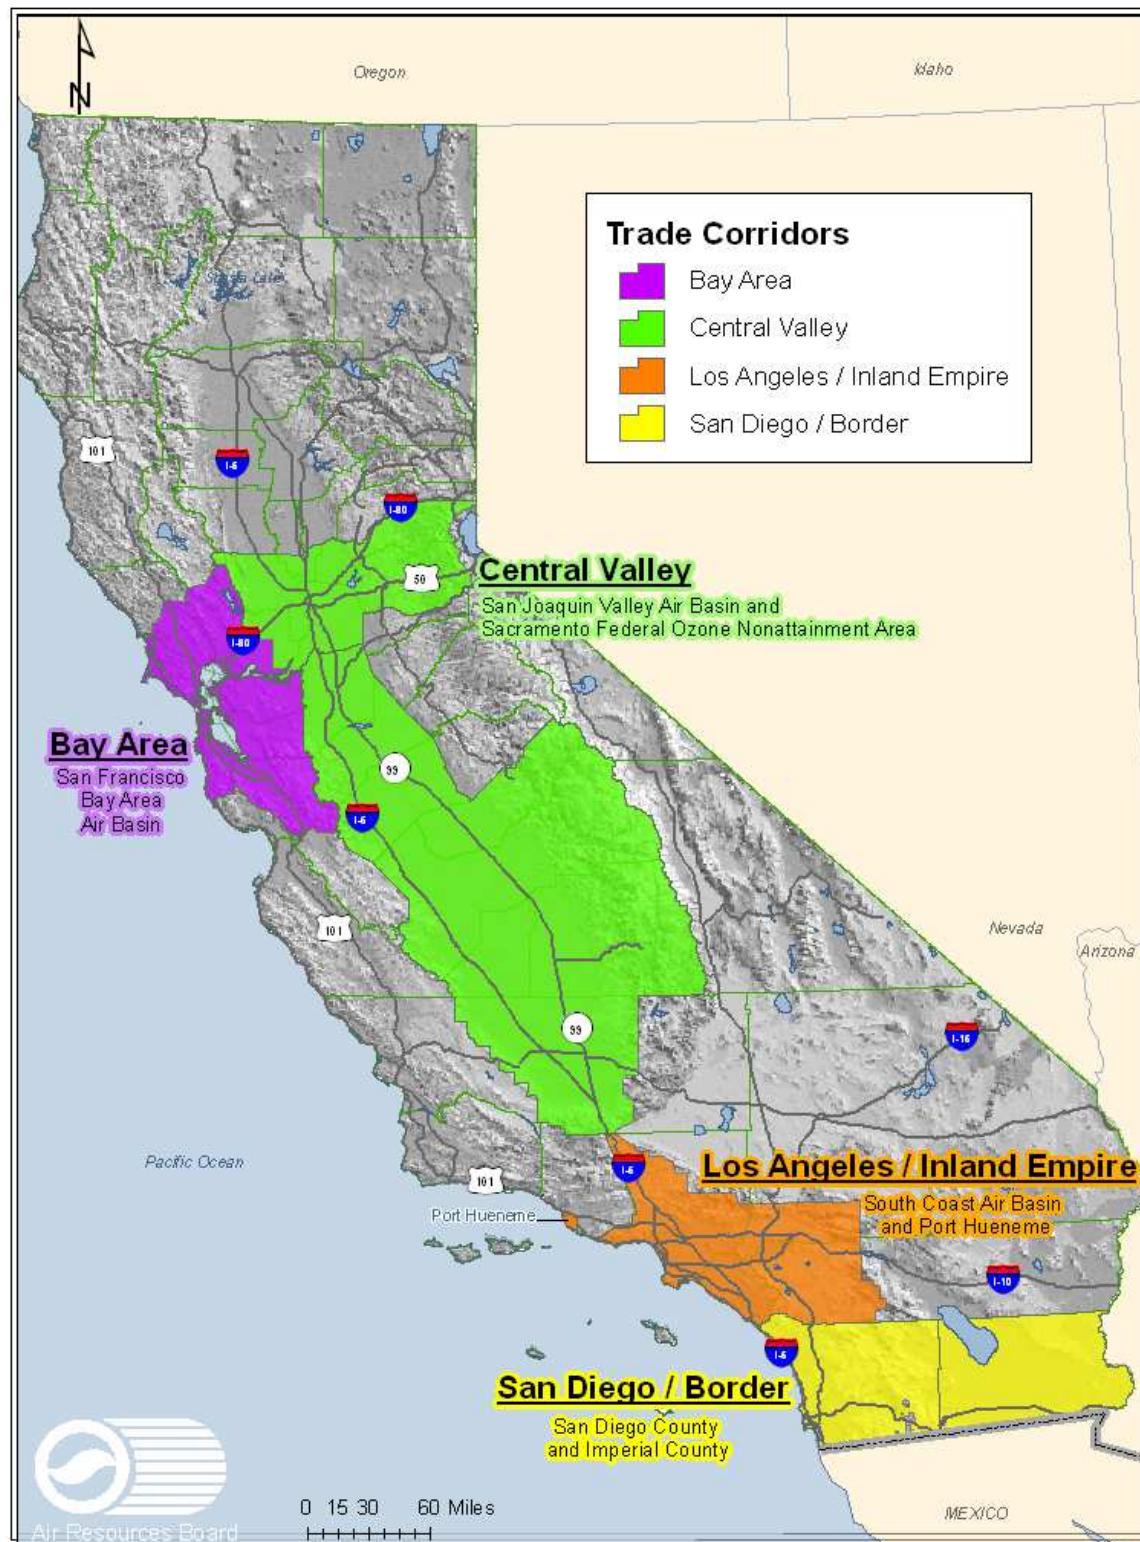 Oregon
Idaho
N
Trade Corridors
Bay Area
Central Valley
Los Angeles / Inland Empire
San Diego / Border
Shasta Lake
101
I-5
I-80
50
Central Valley
San Joaquin Valley Air Basin and
Sacramento Federal Ozone Nonattainment Area
I-80
Bay Area
San Francisco
Bay Area
Air Basin
99
I-5
101
Nevada
Arizona
99
I-15
Pacific Ocean
I-5
Los Angeles / Inland Empire
101
South Coast Air Basin
and Port Hueneme
Port Hueneme
I-10
I-5
San Diego / Border
San Diego County
and Imperial County
0 15 30 60 Miles
MEXICO
Air Resources Board